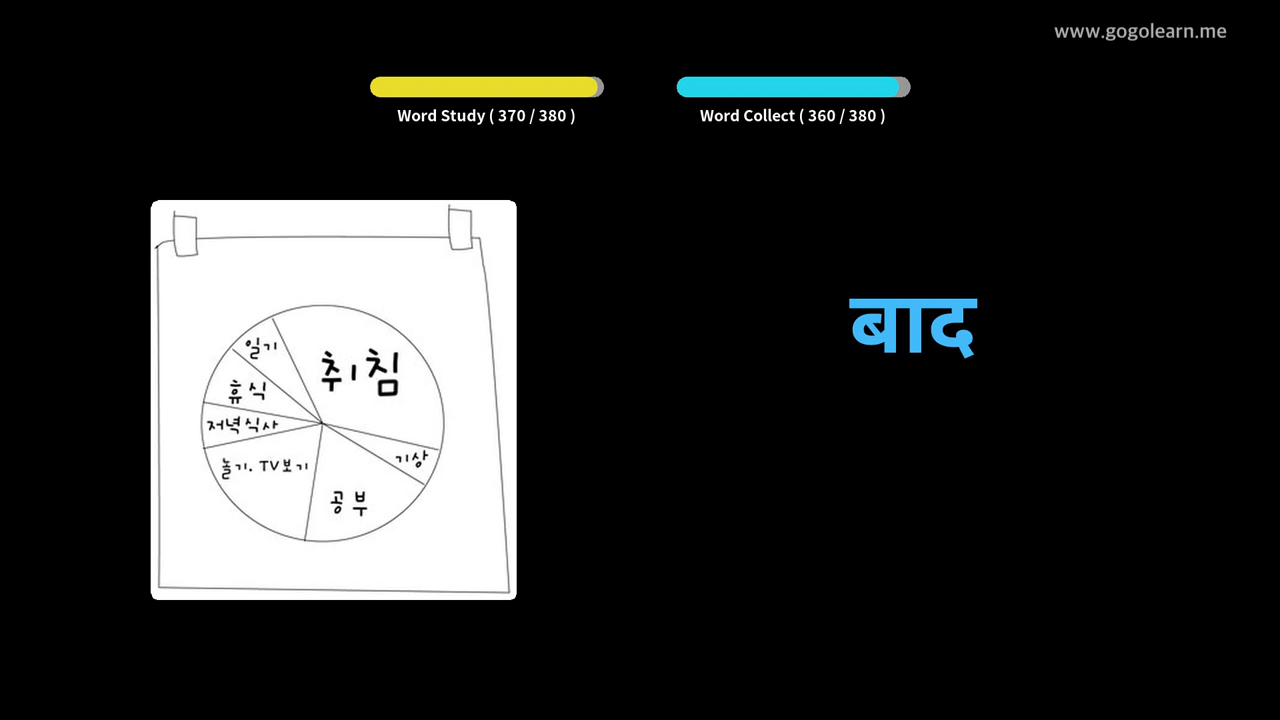 www.gogolearn.me
Word Study ( 370 / 380 )
Word Collect ( 360 / 380 )
일기
취침
휴식
저녁식사
기상
놀기. TV보기
공부
बाद